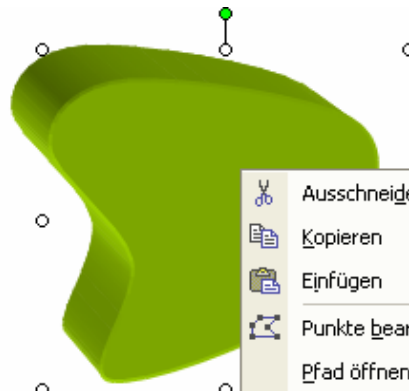 Ausschneide
Kopieren
Einfügen
Punkte bear
Pfad öffnen